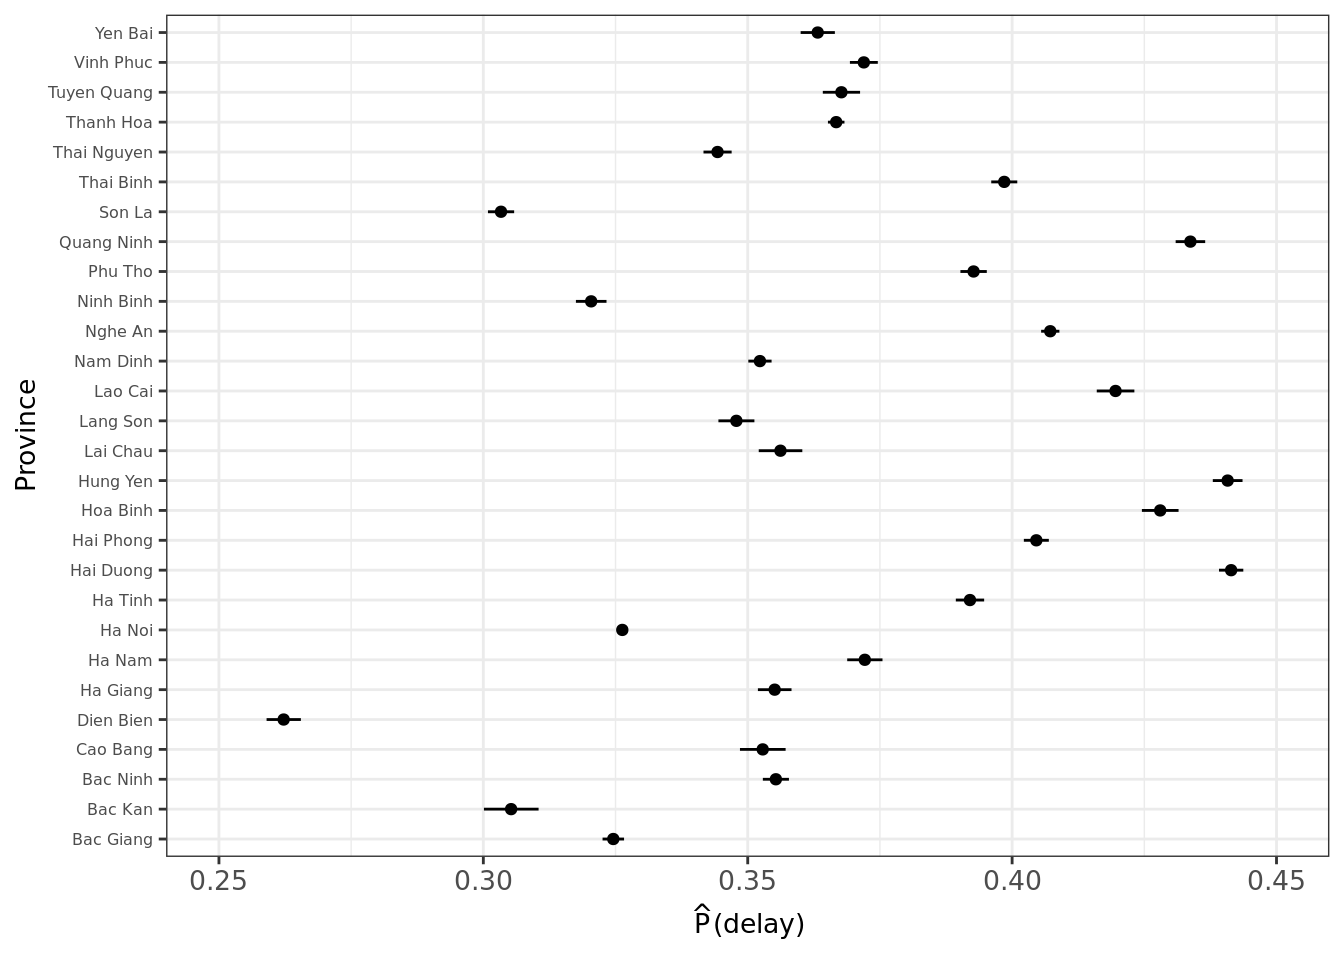 Yen Bai
Vinh Phuc
Tuyen Quang
Thanh Hoa
Thai Nguyen
Thai Binh
Son La
Quang Ninh
Phu Tho
Ninh Binh
Nghe An
Nam Dinh
Lao Cai
Lang Son
Lai Chau
Hung Yen
Hoa Binh
Hai Phong
Hai Duong
Ha Tinh
Ha Noi
Ha Nam
Ha Giang
Dien Bien
Cao Bang
Bac Ninh
Bac Kan
Bac Giang
Province
0.25 0.30 0.35 0.40 0.45
P̂(delay)